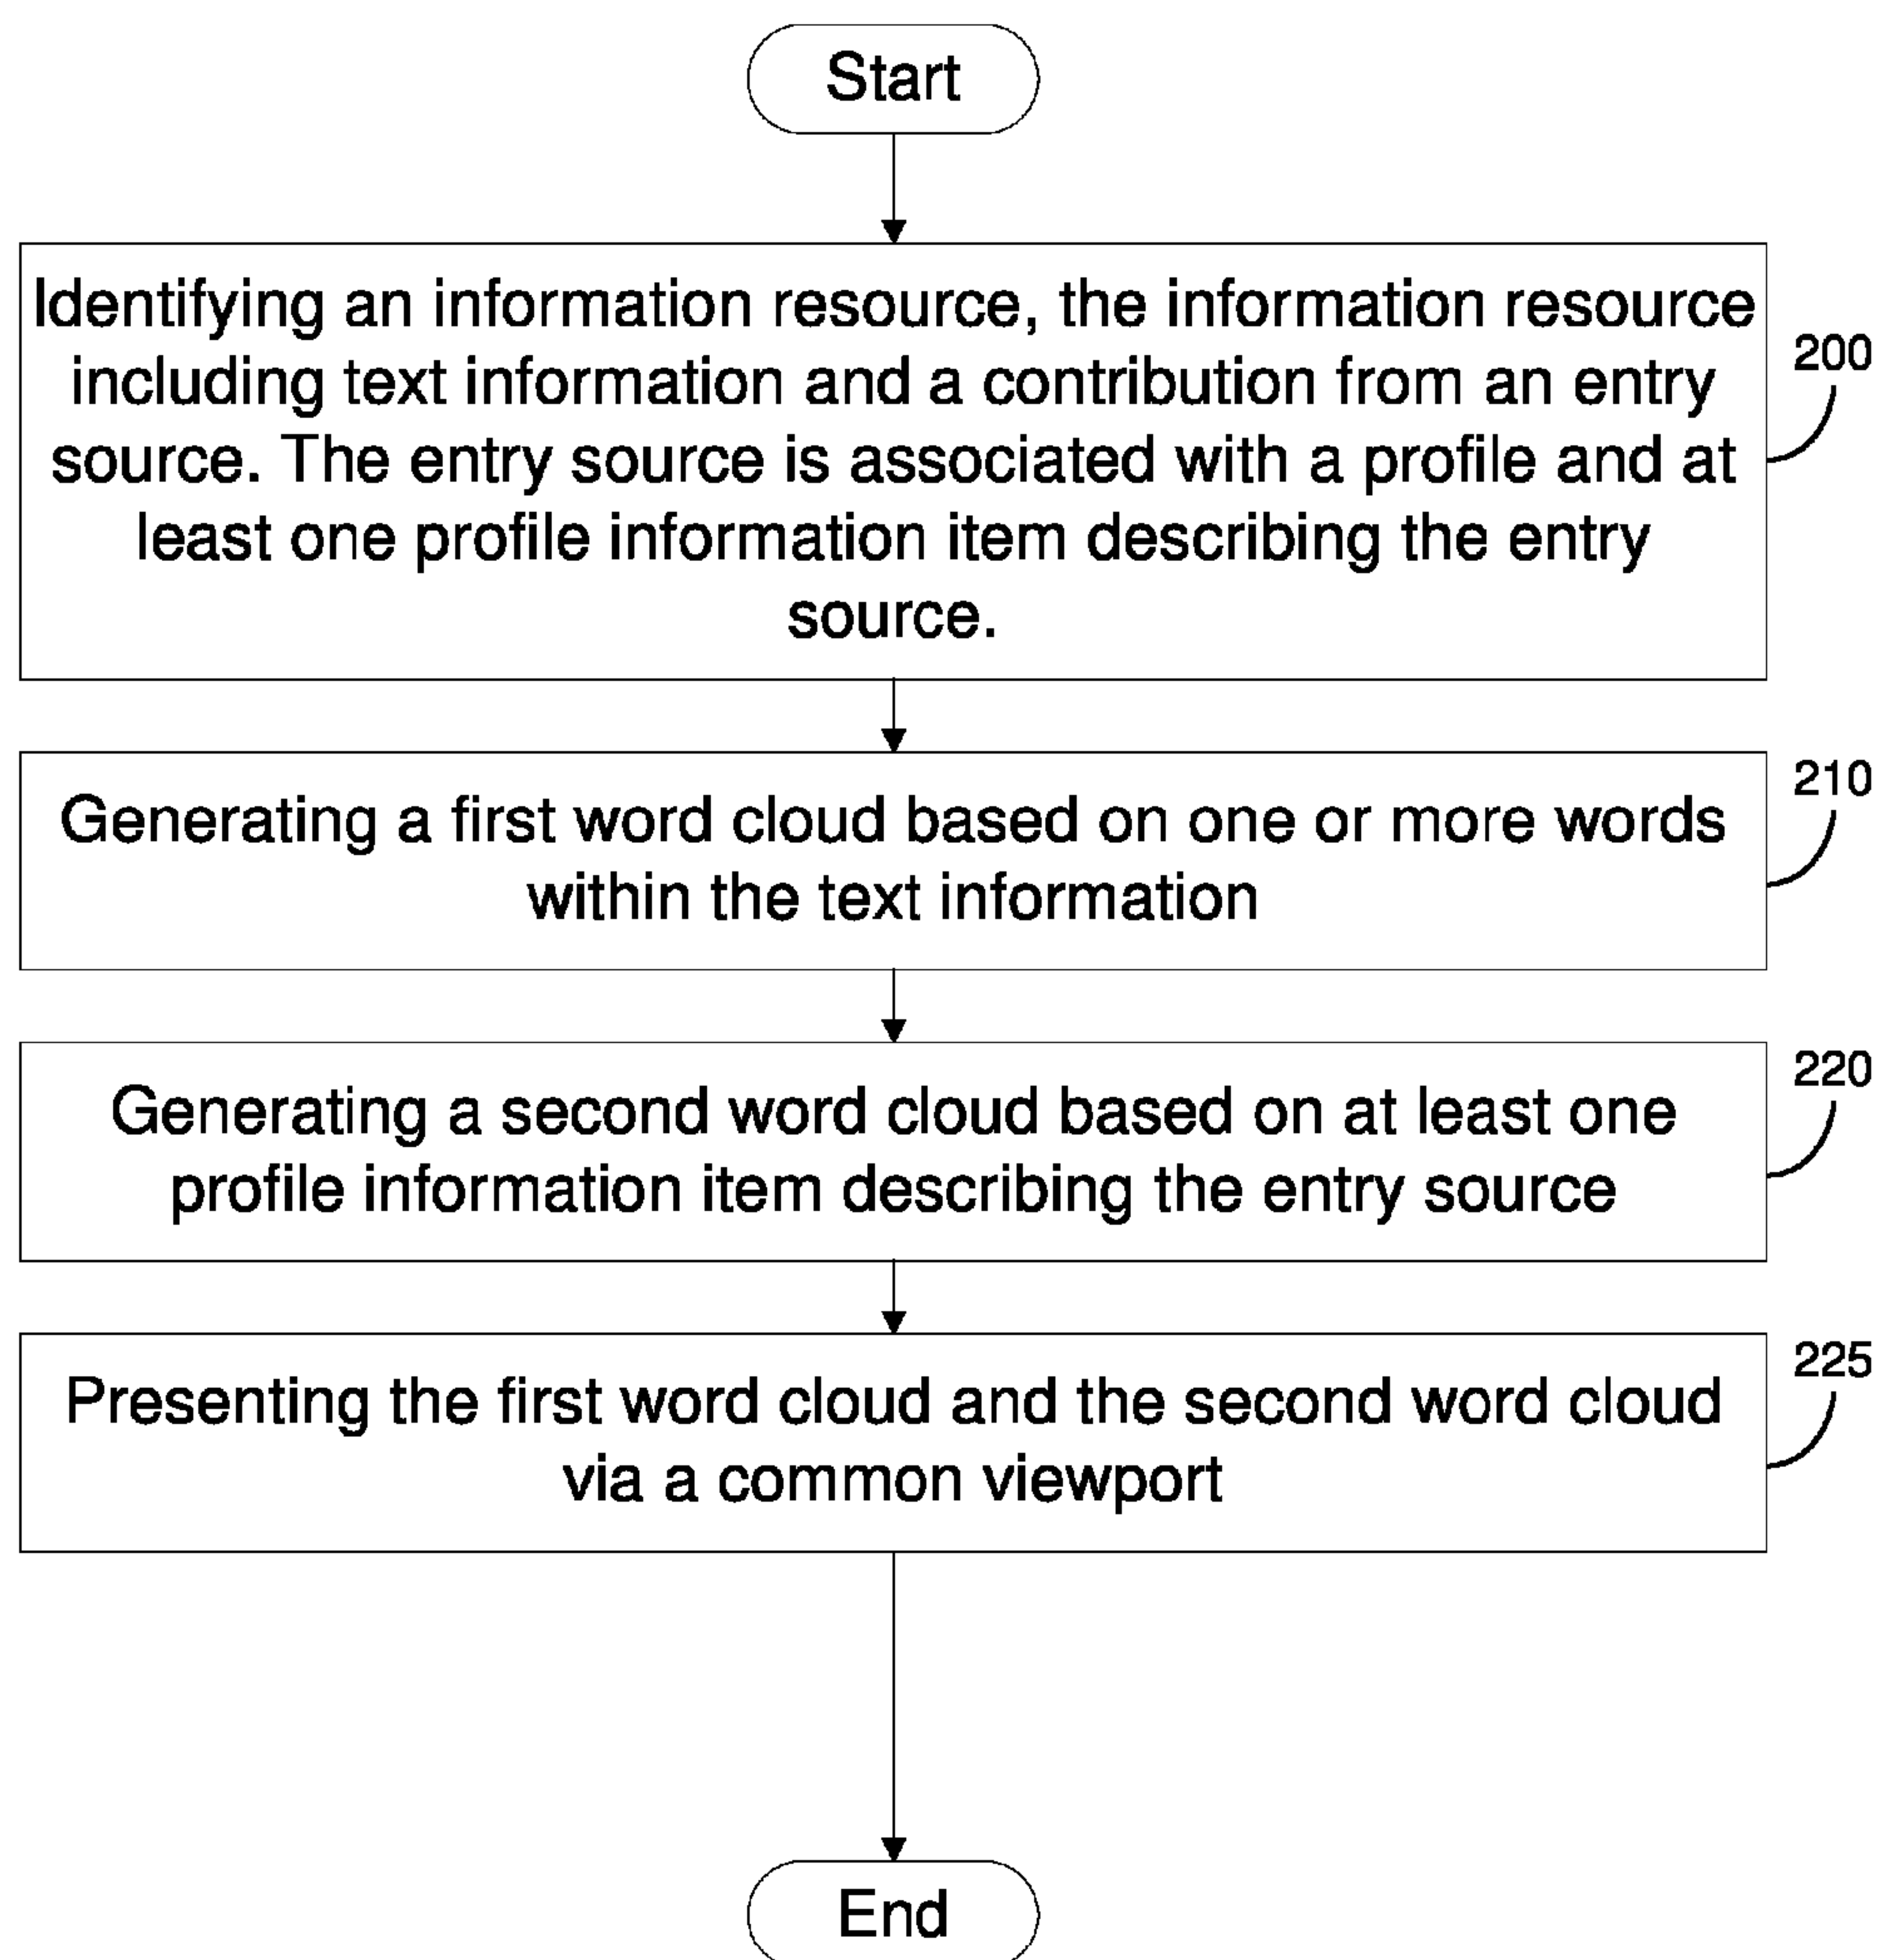 Start
Identifying an information resource, the information resource
including text information and a contribution from an entry
source. The entry source is associated with a profile and at
least one profile information item describing the entry
source.
200
Generating a first word cloud based on one or more words
within the text information
210
Generating a second word cloud based on at least one
profile information item describing the entry source
220
Presenting the first word cloud and the second word cloud
via a common viewport
225
End